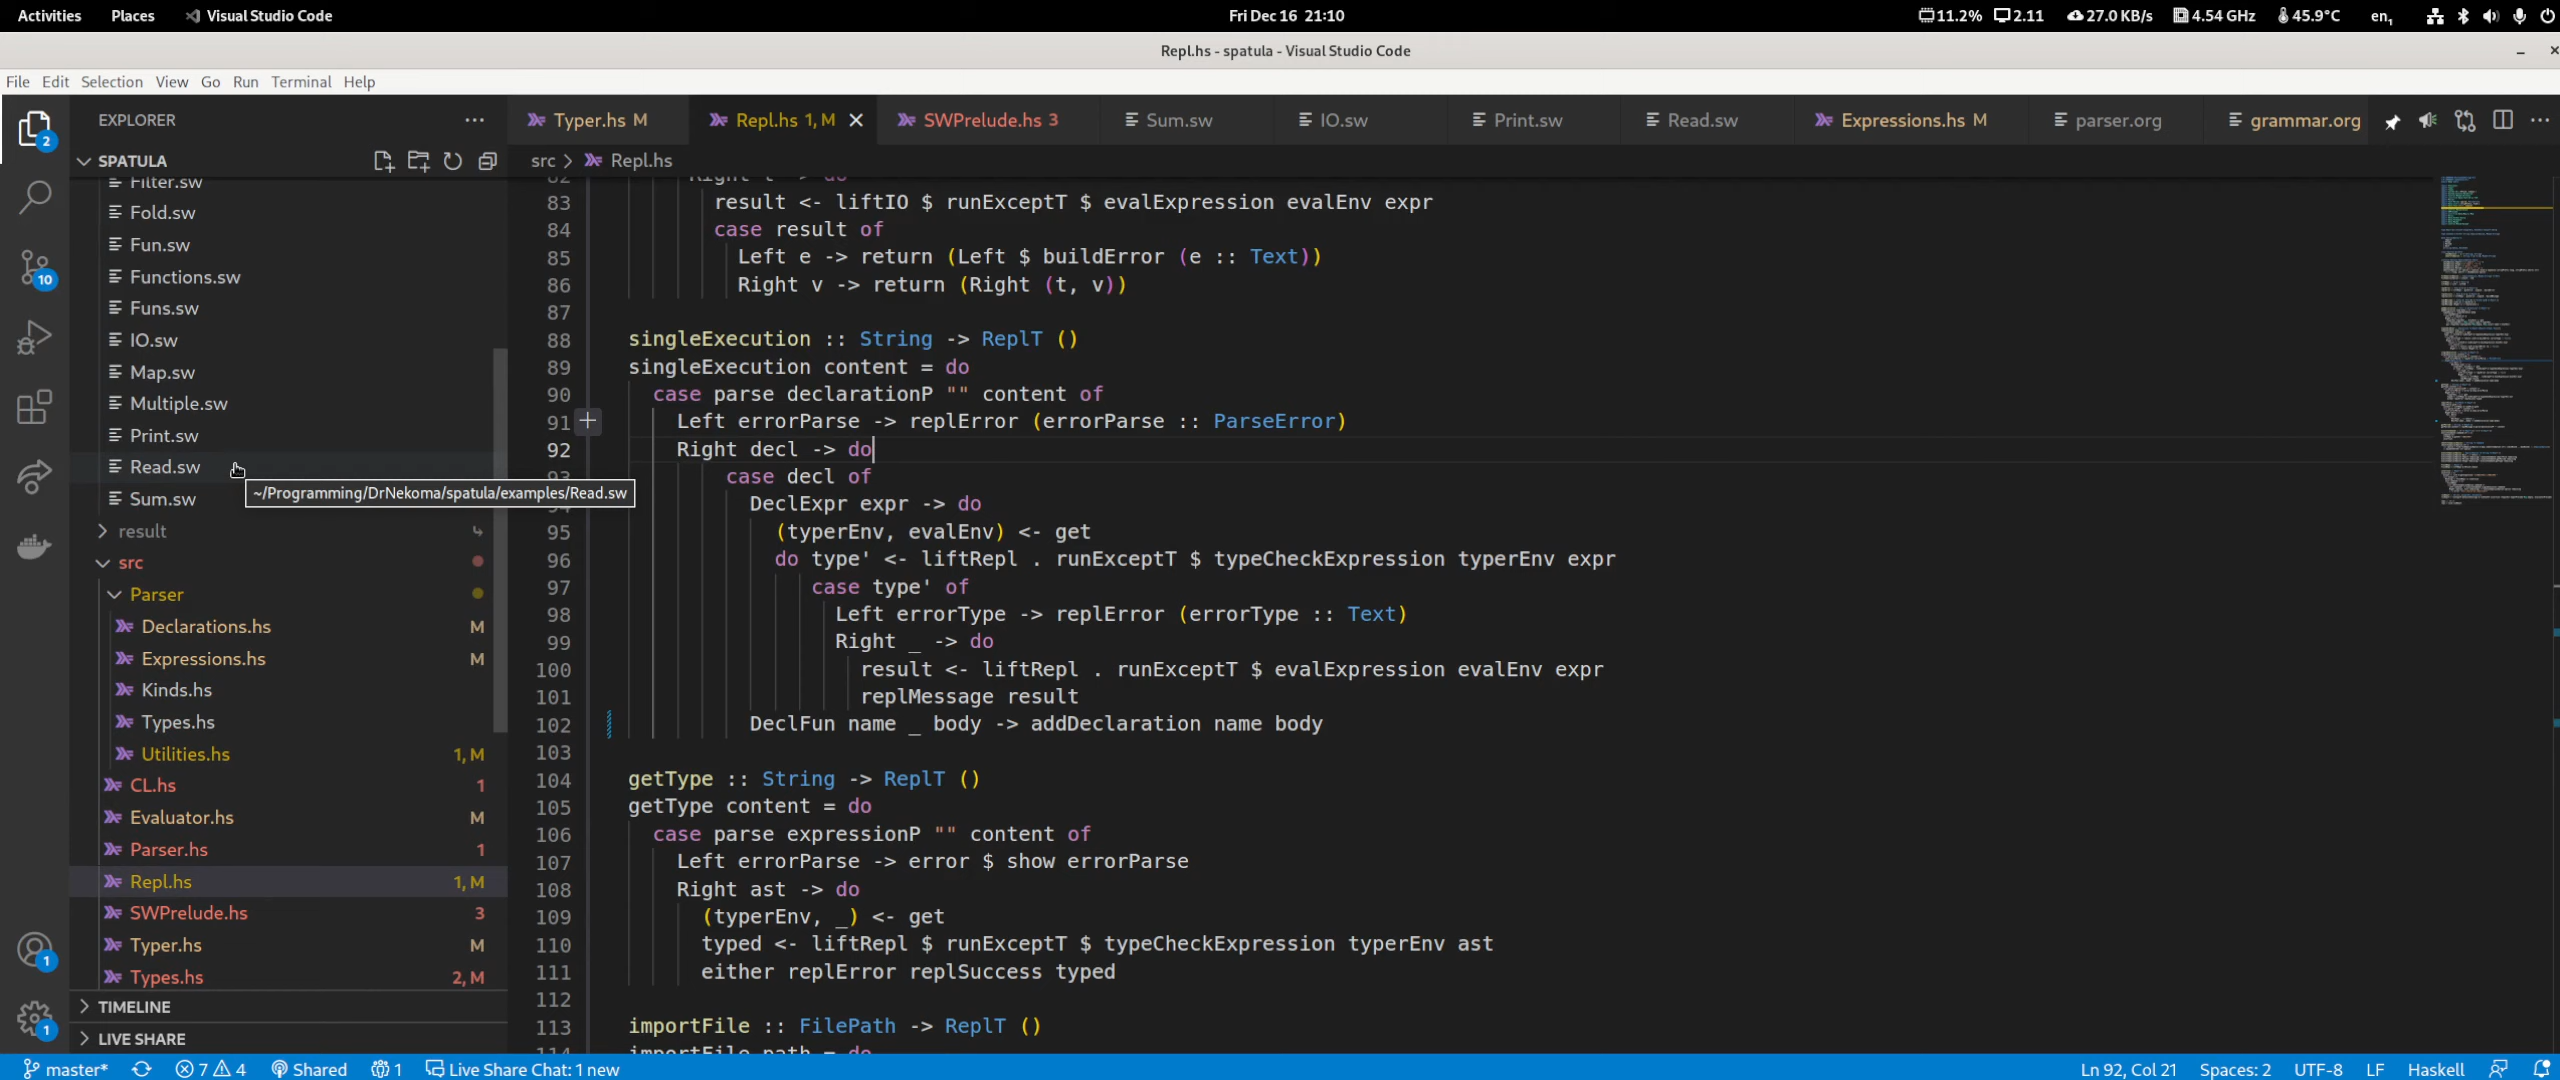 Activities Places Visual Studio Code Fri Dec 16 21:10 11.2% 2.11 27.0 KB/s 4.54 GHz 45.9°C en₁
Repl.hs - spatula - Visual Studio Code
File Edit Selection View Go Run Terminal Help
EXPLORER
2
10
1
1
SPATULA
Filter.sw
Fold.sw
Fun.sw
Functions.sw
Funs.sw
IO.sw
Map.sw
Multiple.sw
Print.sw
Read.sw
~/Programming/DrNekoma/spatula/examples/Read.sw
Sum.sw
result
src
Parser
Declarations.hs M
Expressions.hs M
Kinds.hs
Types.hs
Utilities.hs 1, M
CL.hs 1
Evaluator.hs M
Parser.hs 1
Repl.hs 1, M
SWPrelude.hs 3
Typer.hs M
Types.hs 2, M
TIMELINE
LIVE SHARE
Typer.hs M Repl.hs 1, M SWPrelude.hs 3 Sum.sw IO.sw Print.sw Read.sw Expressions.hs M parser.org grammar.org
src > Repl.hs
82 Right t -> do
83 result <- liftIO $ runExceptT $ evalExpression evalEnv expr
84 case result of
85 Left e -> return (Left $ buildError (e :: Text))
86 Right v -> return (Right (t, v))
87
88 singleExecution :: String -> ReplT ()
89 singleExecution content = do
90 case parse declarationP "" content of
91 Left errorParse -> replError (errorParse :: ParseError)
92 Right decl -> do
93 case decl of
DeclExpr expr -> do
95 (typerEnv, evalEnv) <- get
96 do type' <- liftRepl . runExceptT $ typeCheckExpression typerEnv expr
97 case type' of
98 Left errorType -> replError (errorType :: Text)
99 Right _ -> do
100 result <- liftRepl . runExceptT $ evalExpression evalEnv expr
101 replMessage result
102 DeclFun name _ body -> addDeclaration name body
103
104 getType :: String -> ReplT ()
105 getType content = do
106 case parse expressionP "" content of
107 Left errorParse -> error $ show errorParse
108 Right ast -> do
109 (typerEnv, _) <- get
110 typed <- liftRepl $ runExceptT $ typeCheckExpression typerEnv ast
111 either replError replSuccess typed
112
113 importFile :: FilePath -> ReplT ()
114 importFile path = do
master* 7 4 Shared 1 Live Share Chat: 1 new Ln 92, Col 21 Spaces: 2 UTF-8 LF Haskell